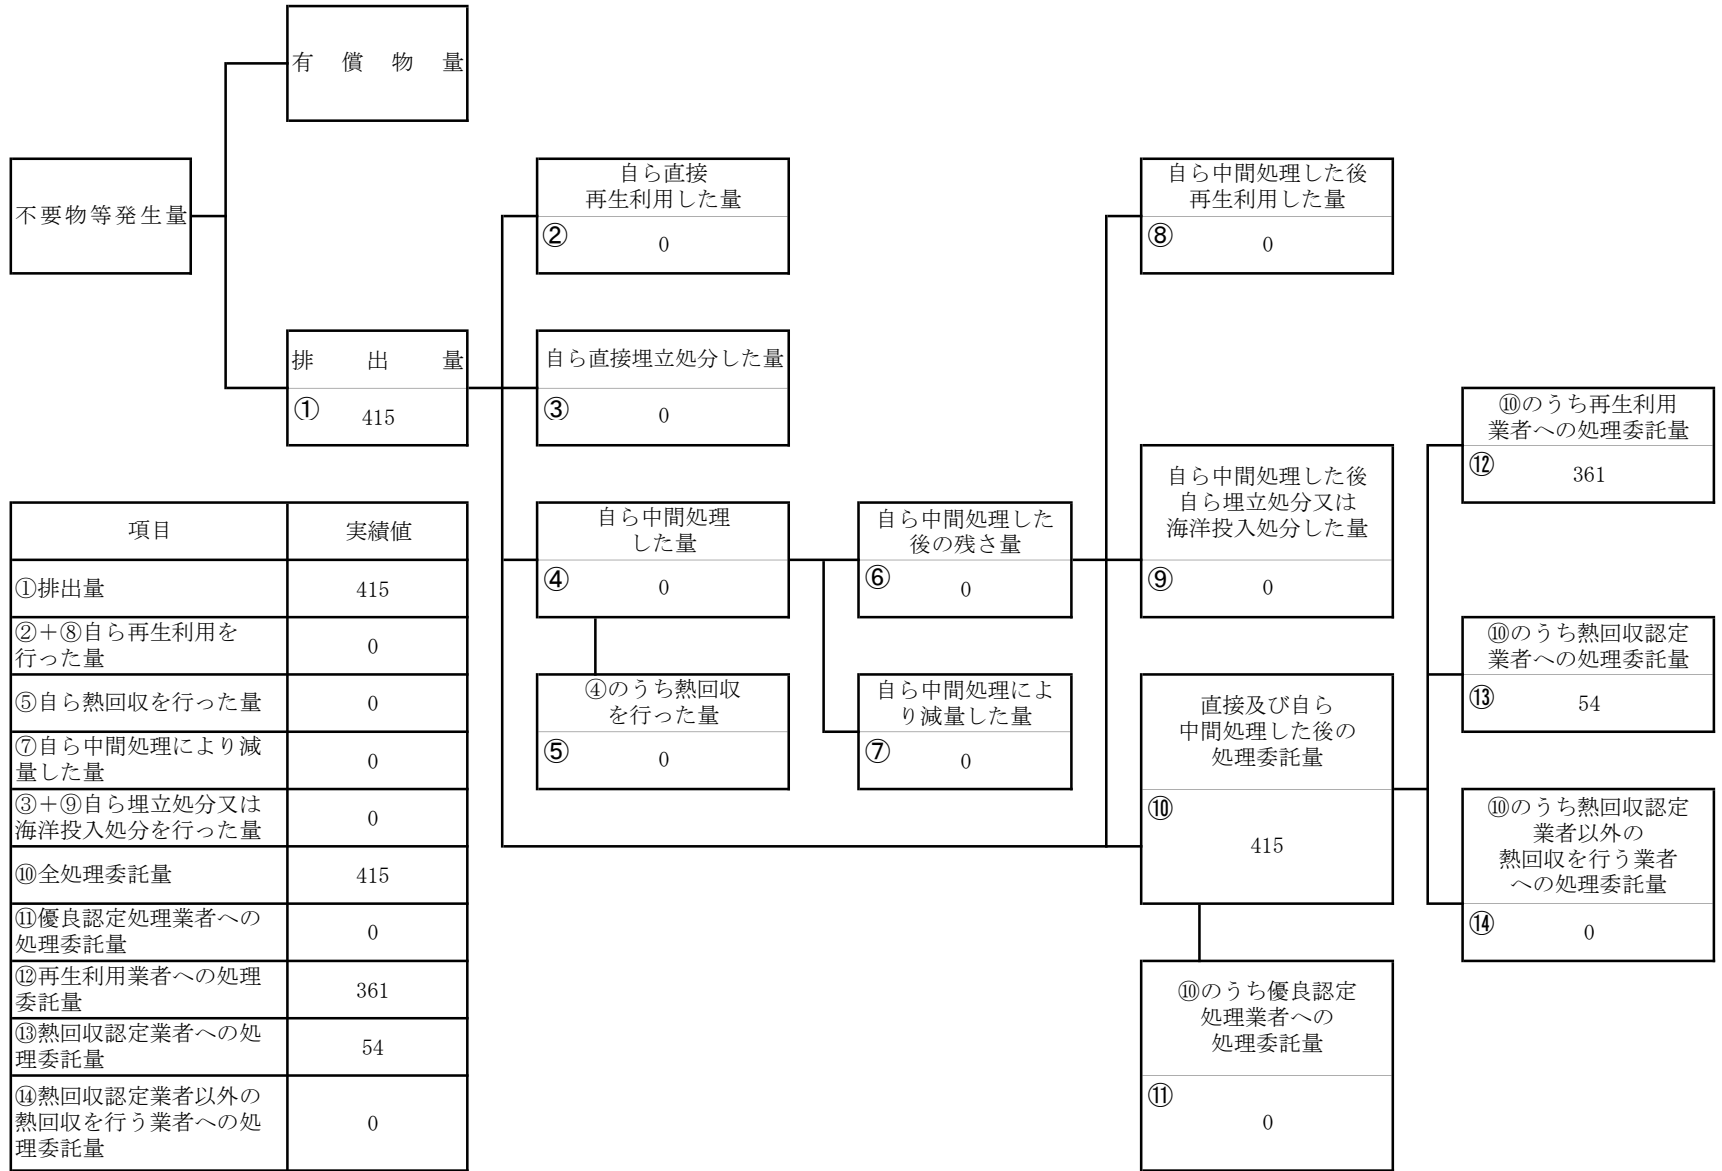 有償物量
不要物等発生量
排出量
① 415
自ら直接
再生利用した量
② 0
自ら直接埋立処分した量
③ 0
自ら中間処理
した量
④ 0
④のうち熱回収
を行った量
⑤ 0
自ら中間処理した
後の残さ量
⑥ 0
自ら中間処理によ
り減量した量
⑦ 0
自ら中間処理した後
再生利用した量
⑧ 0
自ら中間処理した後
自ら埋立処分又は
海洋投入処分した量
⑨ 0
直接及び自ら
中間処理した後の
処理委託量
⑩
415
⑩のうち優良認定
処理業者への
処理委託量
⑪
0
⑩のうち再生利用
業者への処理委託量
⑫ 361
⑩のうち熱回収認定
業者への処理委託量
⑬ 54
⑩のうち熱回収認定
業者以外の
熱回収を行う業者
への処理委託量
⑭ 0
項目 実績値
①排出量 415
②+⑧自ら再生利用を
行った量 0
⑤自ら熱回収を行った量 0
⑦自ら中間処理により減
量した量 0
③+⑨自ら埋立処分又は
海洋投入処分を行った量 0
⑩全処理委託量 415
⑪優良認定処理業者への
処理委託量 0
⑫再生利用業者への処理
委託量 361
⑬熱回収認定業者への処
理委託量 54
⑭熱回収認定業者以外の
熱回収を行う業者への処
理委託量 0